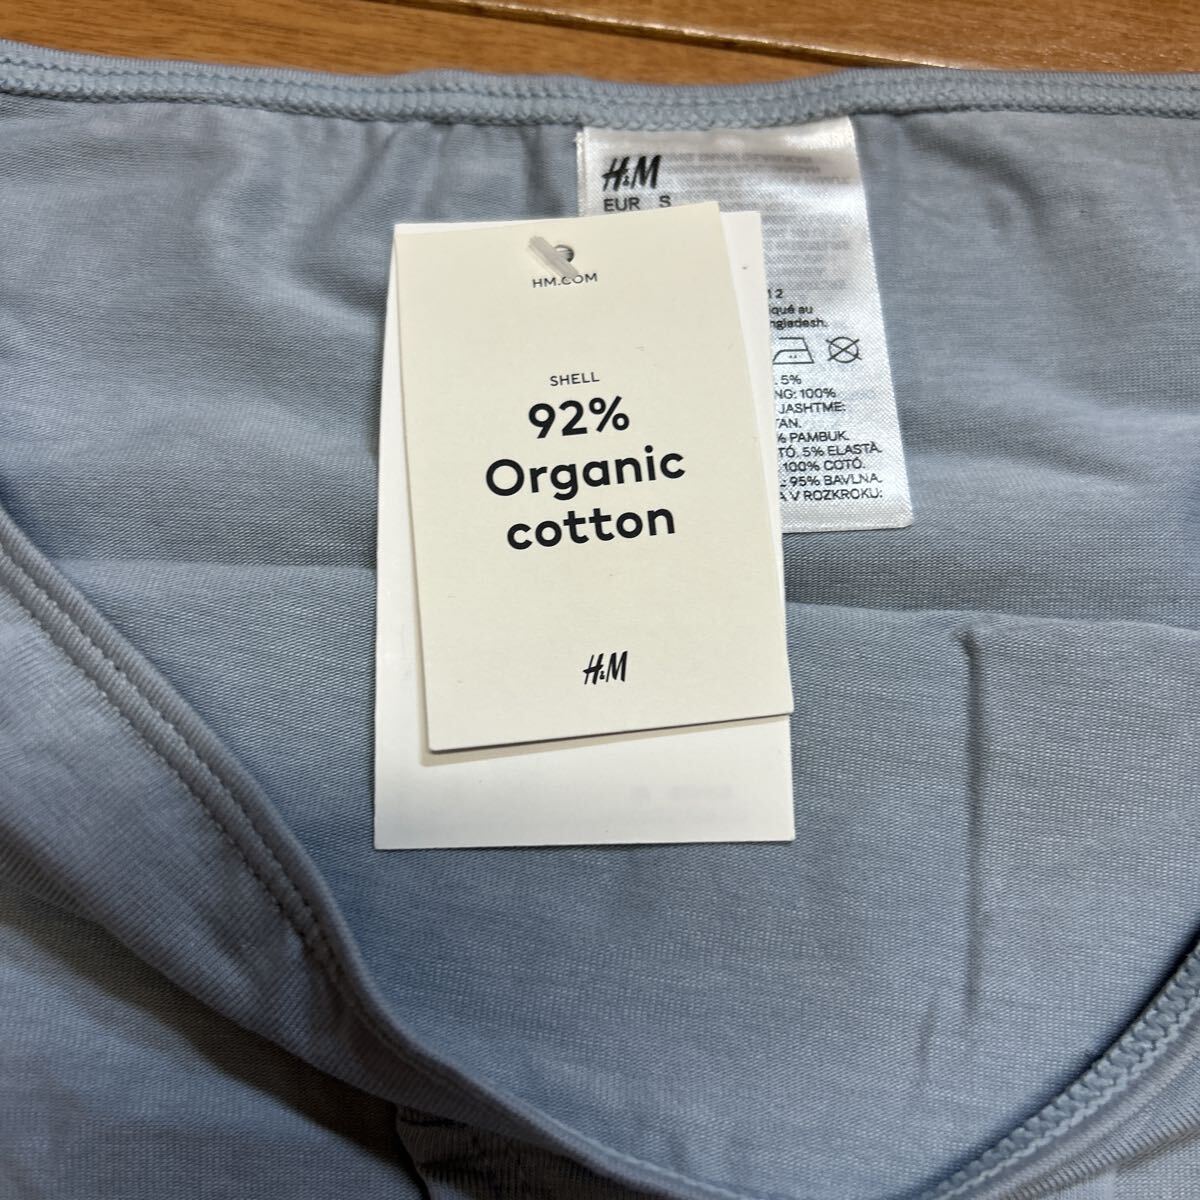 H&M
EUR S
HM.COM
SHELL
92%
Organic
cotton
H&M
12
iqué au
ngladesh.
5%
NG: 100%
JASHTME:
TAN.
% PAMBUK.
TÓ, 5% ELASTA
100% COTÓ.
: 95% BAVLNA,
A V ROZKROKU: